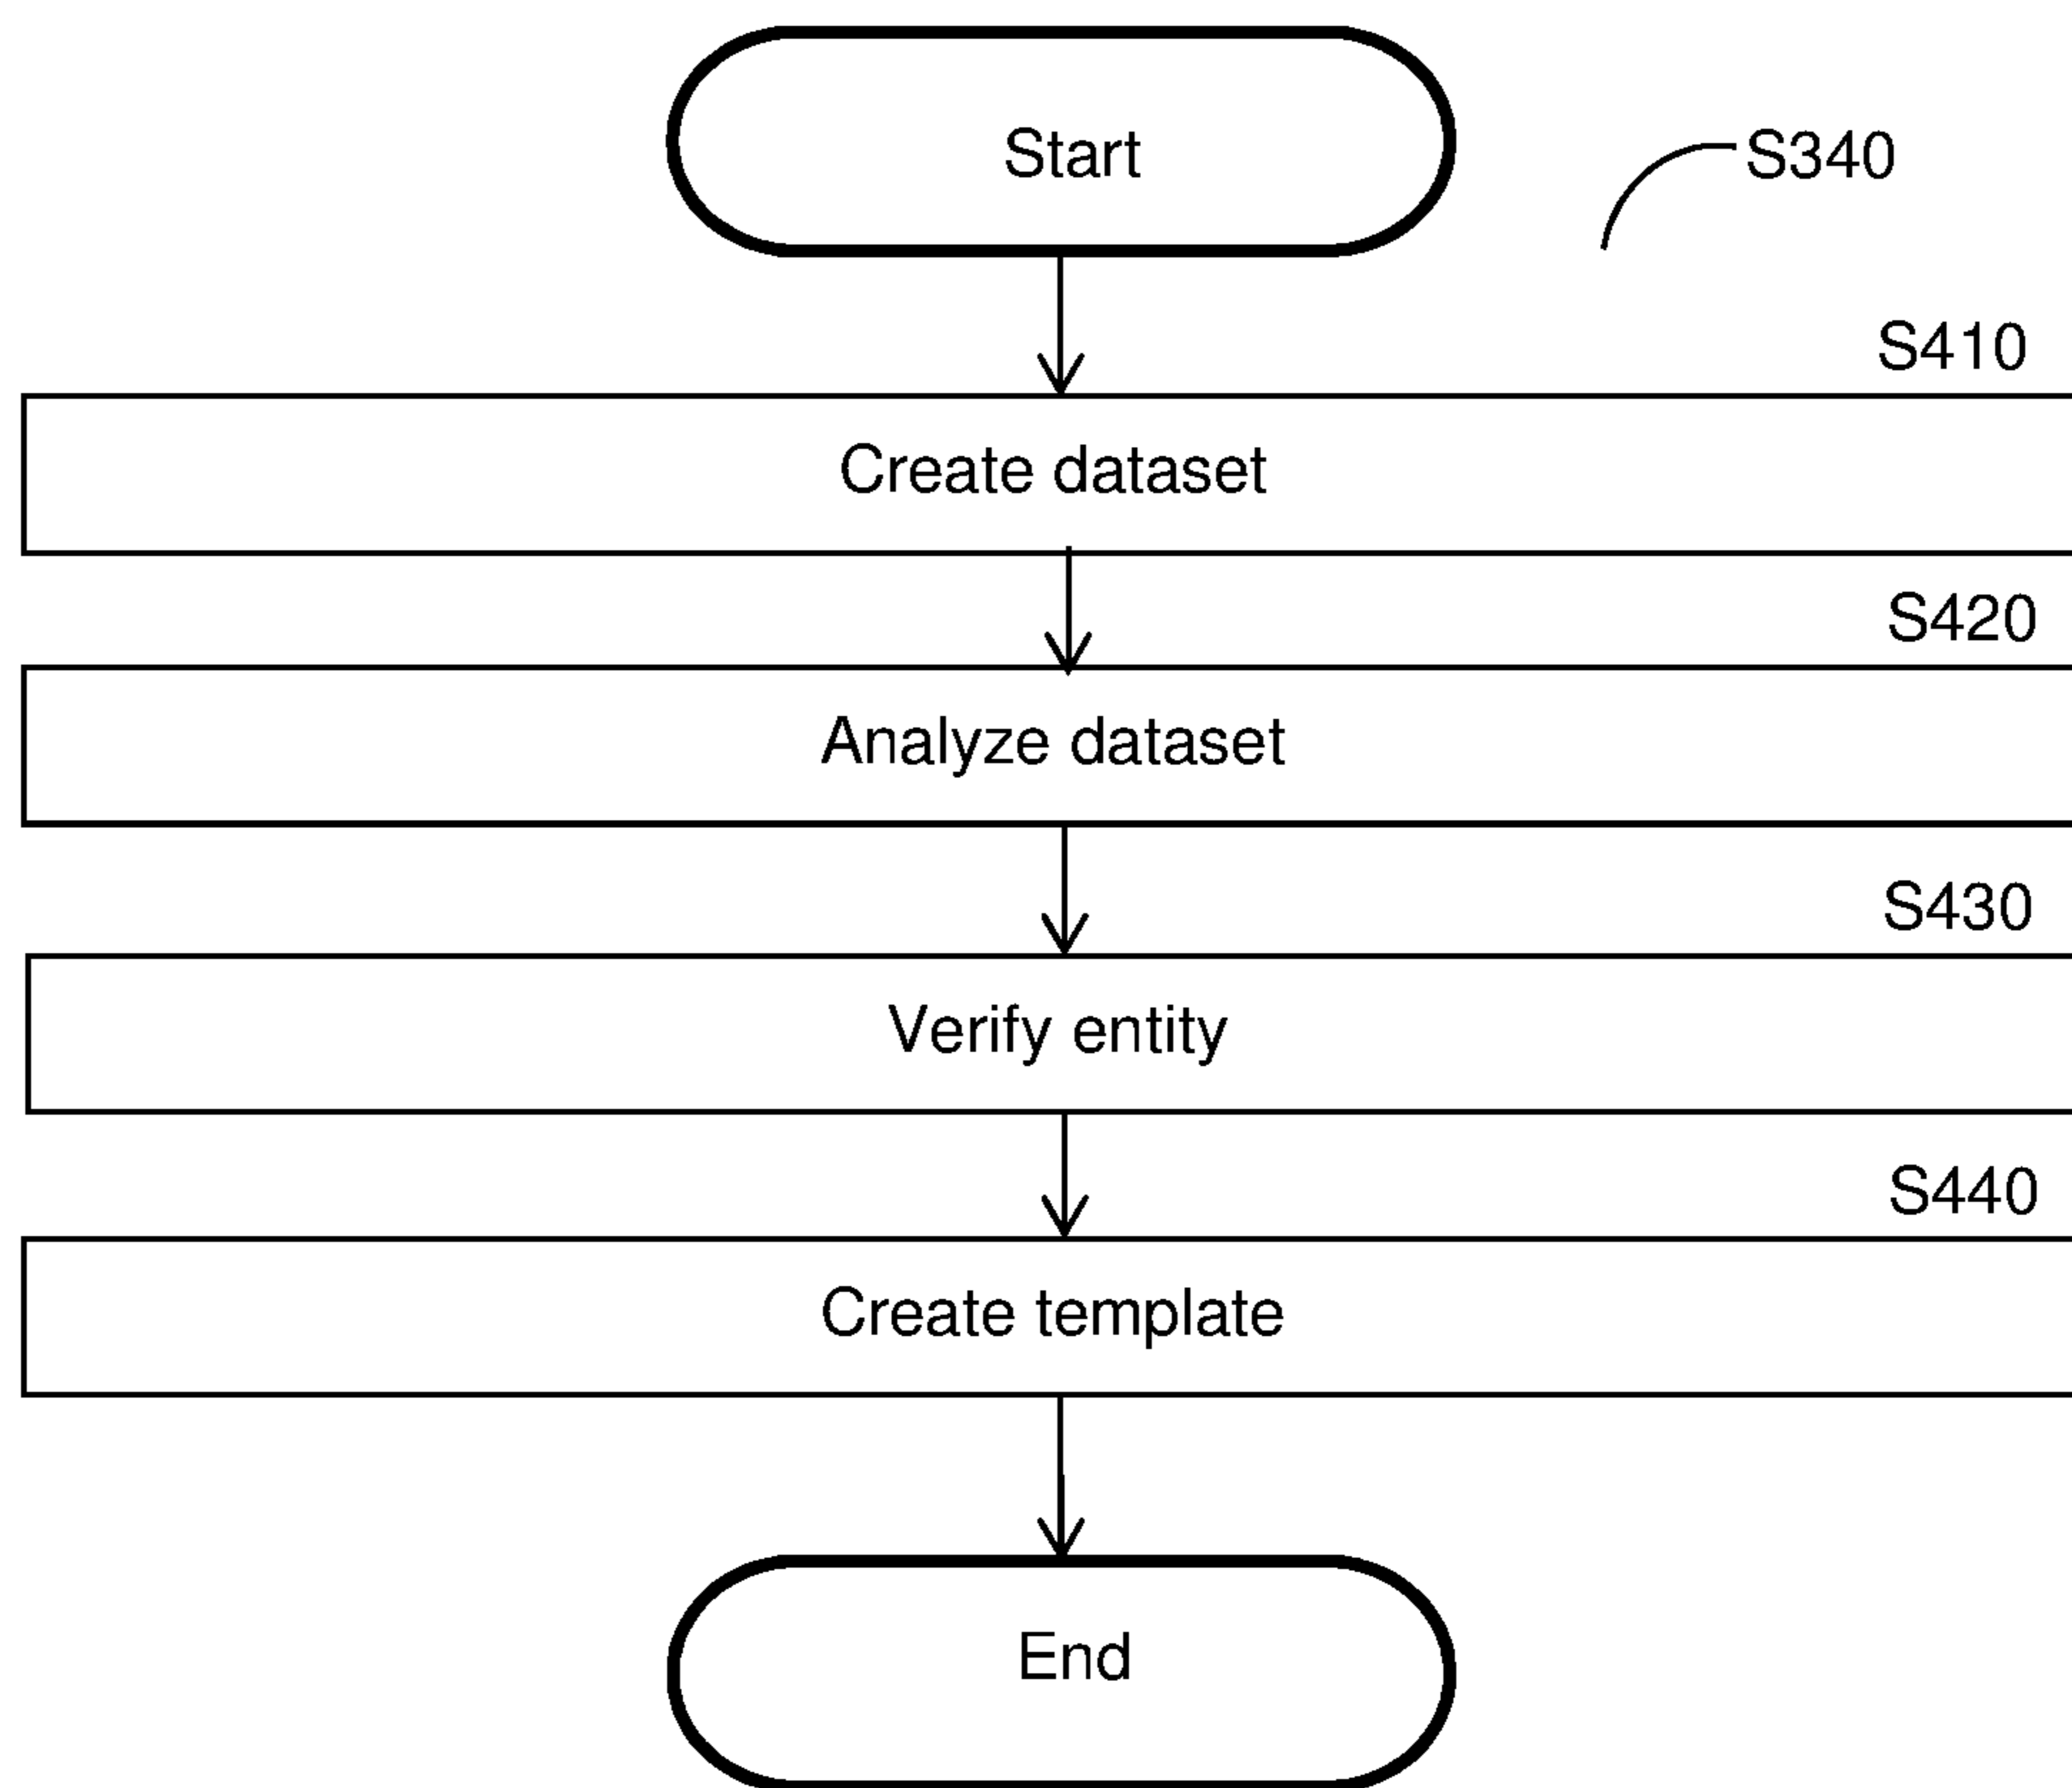 Start
S340
S410
Create dataset
S420
Analyze dataset
S430
Verify entity
S440
Create template
End